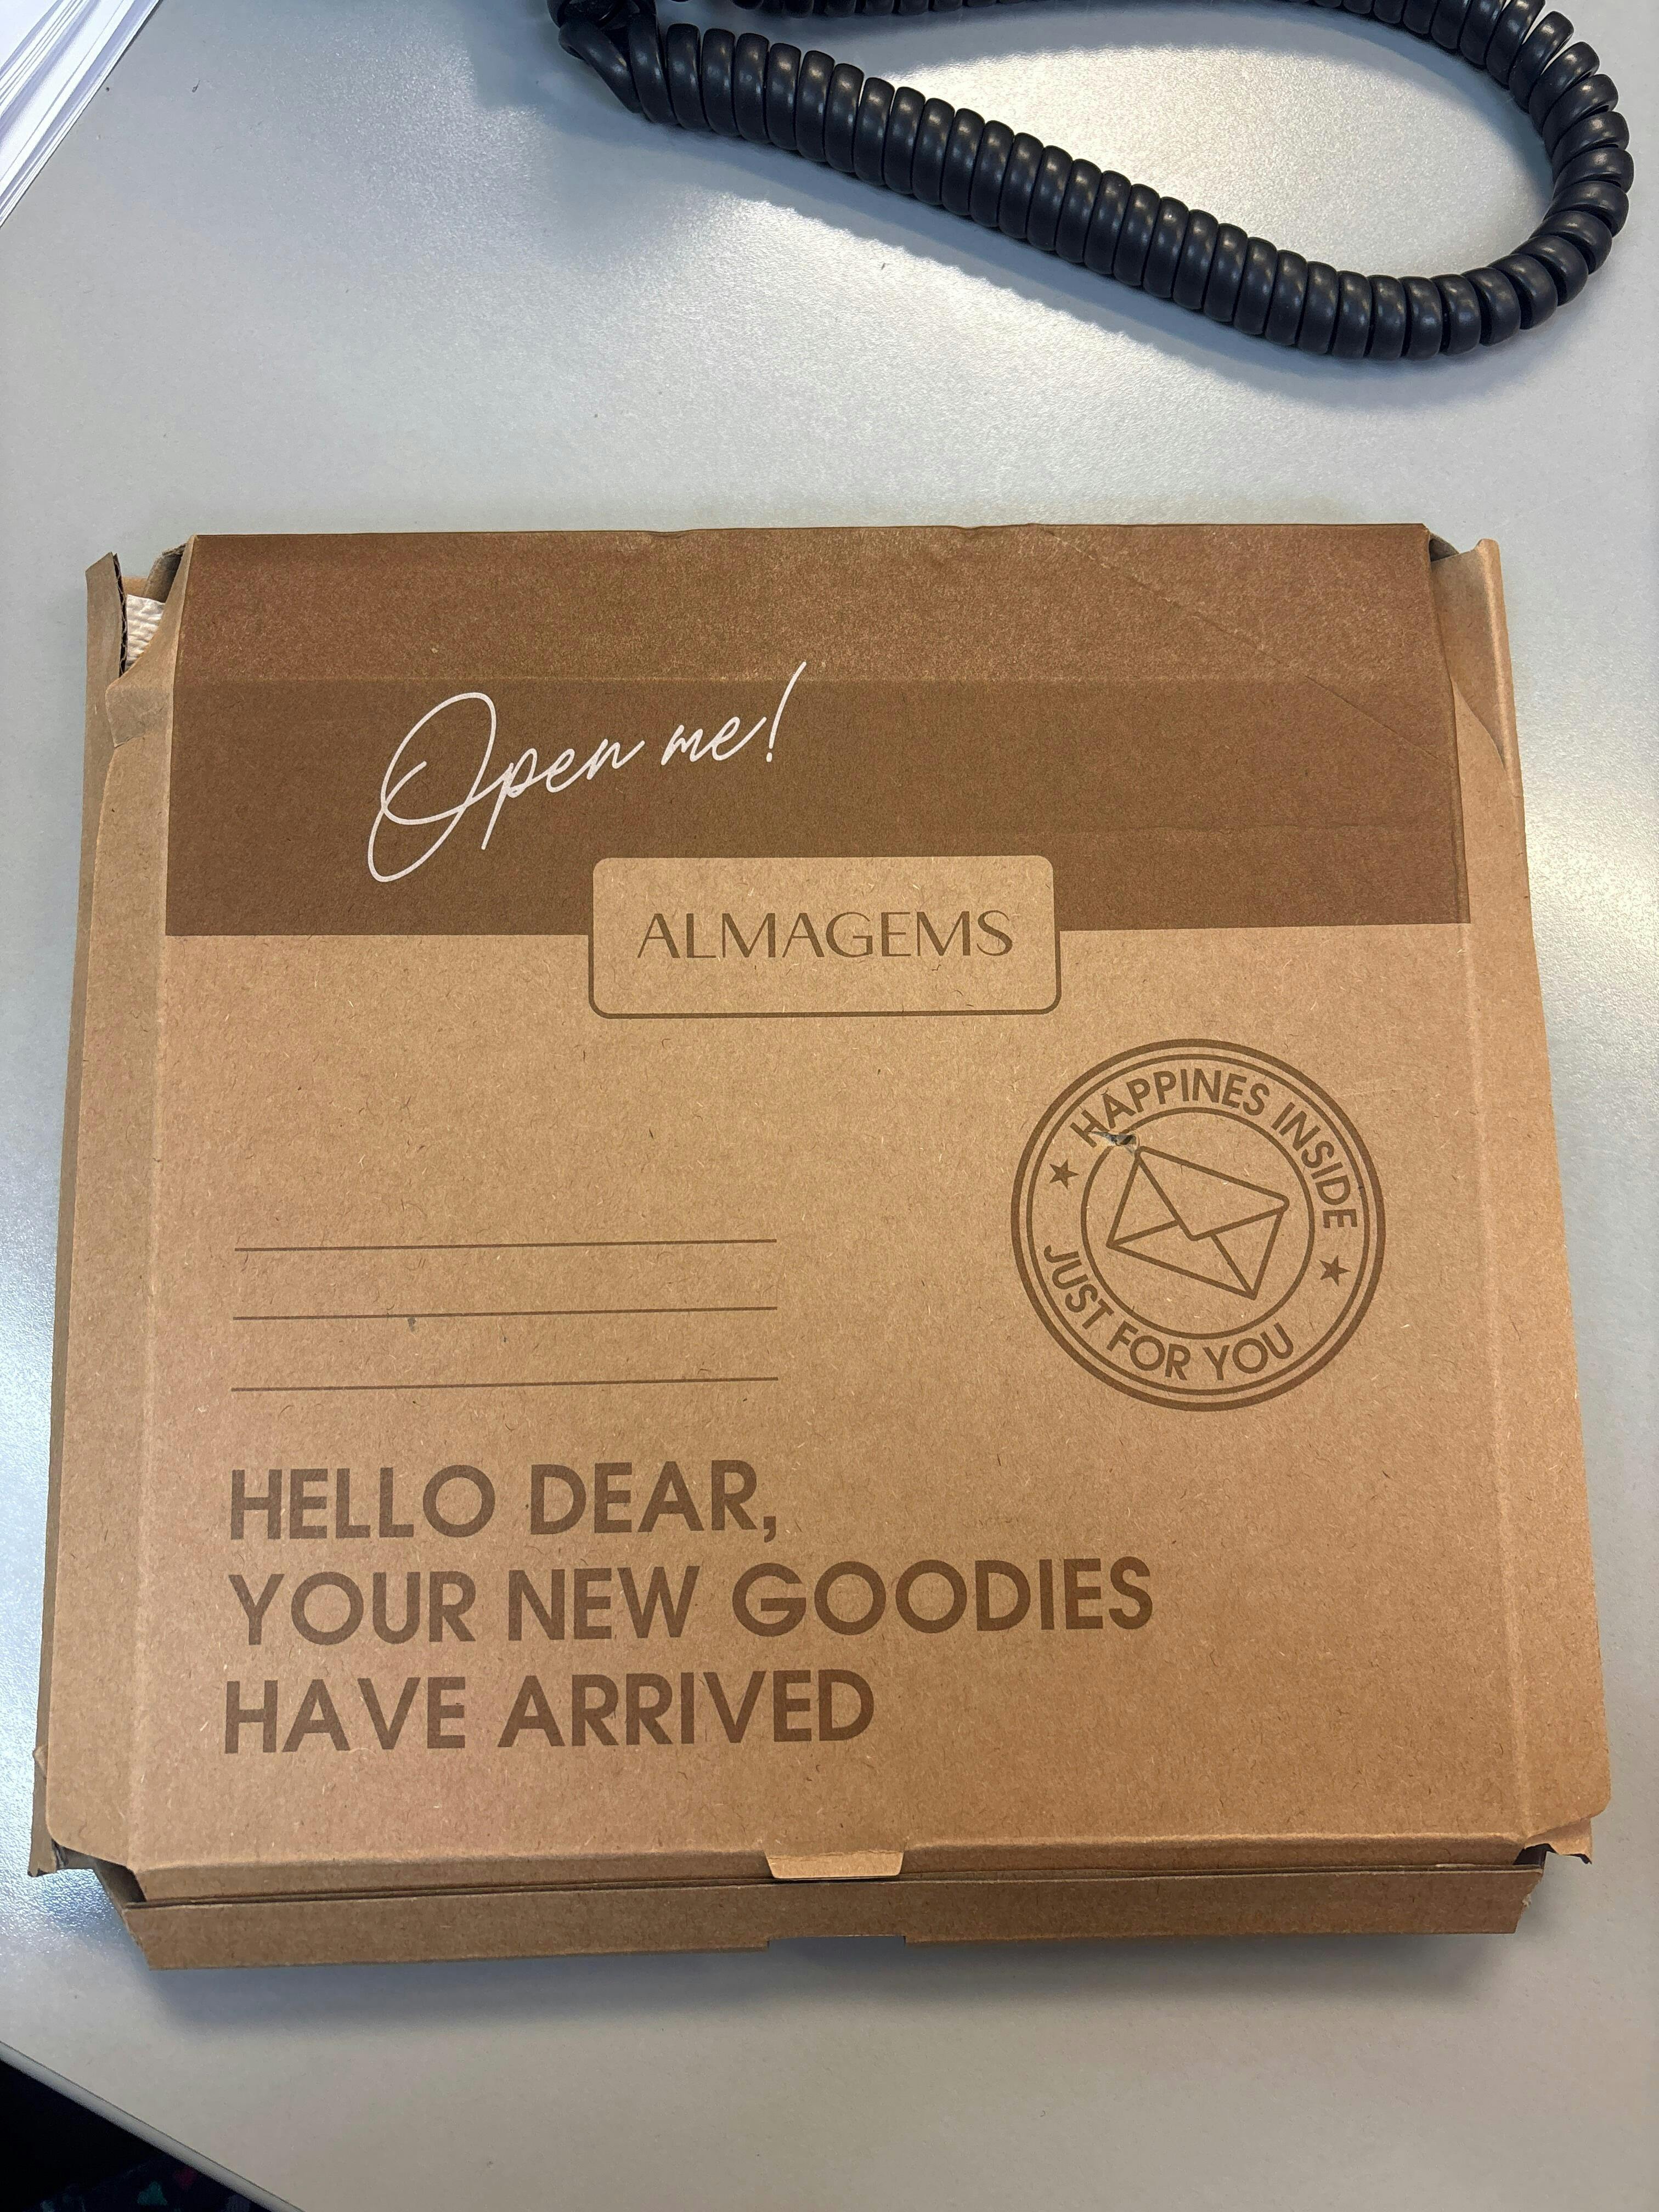 Open me!
ALMAGEMS
HAPPINES INSIDE
JUST FOR YOU
HELLO DEAR,
YOUR NEW GOODIES
HAVE ARRIVED